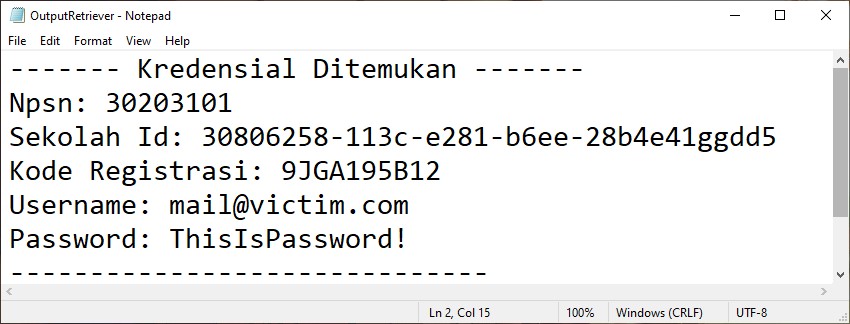 OutputRetriever - Notepad
File Edit Format View Help
------- Kredensial Ditemukan -------
Npsn: 30203101
Sekolah Id: 30806258-113c-e281-b6ee-28b4e41ggdd5
Kode Registrasi: 9JGA195B12
Username: mail@victim.com
Password: ThisIsPassword!
------------------------------
Ln 2, Col 15 100% Windows (CRLF) UTF-8